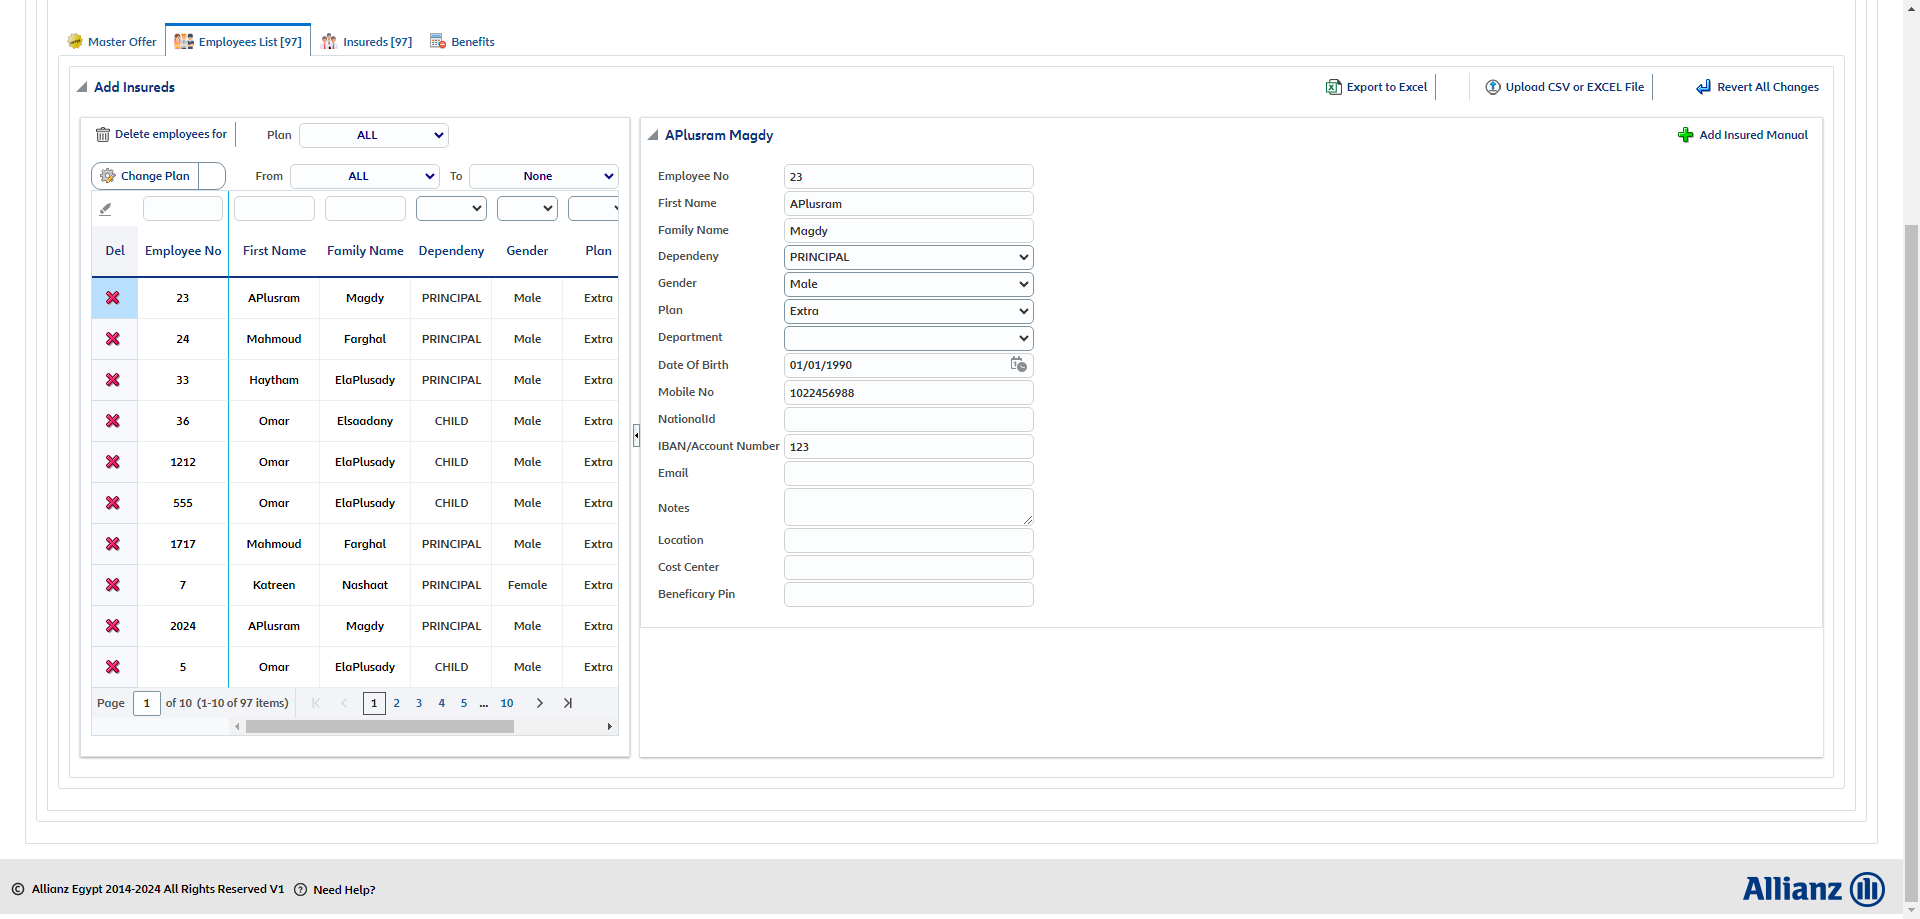 Master Offer
Employees List [97]
Insureds [97]
Benefits
Add Insureds
Export to Excel
Upload CSV or EXCEL File
Revert All Changes
Delete employees for
Plan ALL
Change Plan
From ALL To None
Del Employee No First Name Family Name Dependeny Gender Plan
23 APlusram Magdy PRINCIPAL Male Extra
24 Mahmoud Farghal PRINCIPAL Male Extra
33 Haytham ElaPlusady PRINCIPAL Male Extra
36 Omar Elsaadany CHILD Male Extra
1212 Omar ElaPlusady CHILD Male Extra
555 Omar ElaPlusady CHILD Male Extra
1717 Mahmoud Farghal PRINCIPAL Male Extra
7 Katreen Nashaat PRINCIPAL Female Extra
2024 APlusram Magdy PRINCIPAL Male Extra
5 Omar ElaPlusady CHILD Male Extra
Page 1 of 10 (1-10 of 97 items) 1 2 3 4 5 ... 10
APlusram Magdy
Add Insured Manual
Employee No 23
First Name APlusram
Family Name Magdy
Dependeny PRINCIPAL
Gender Male
Plan Extra
Department
Date Of Birth 01/01/1990
Mobile No 1022456988
NationalId
IBAN/Account Number 123
Email
Notes
Location
Cost Center
Beneficary Pin
© Allianz Egypt 2014-2024 All Rights Reserved V1
Need Help?
Allianz